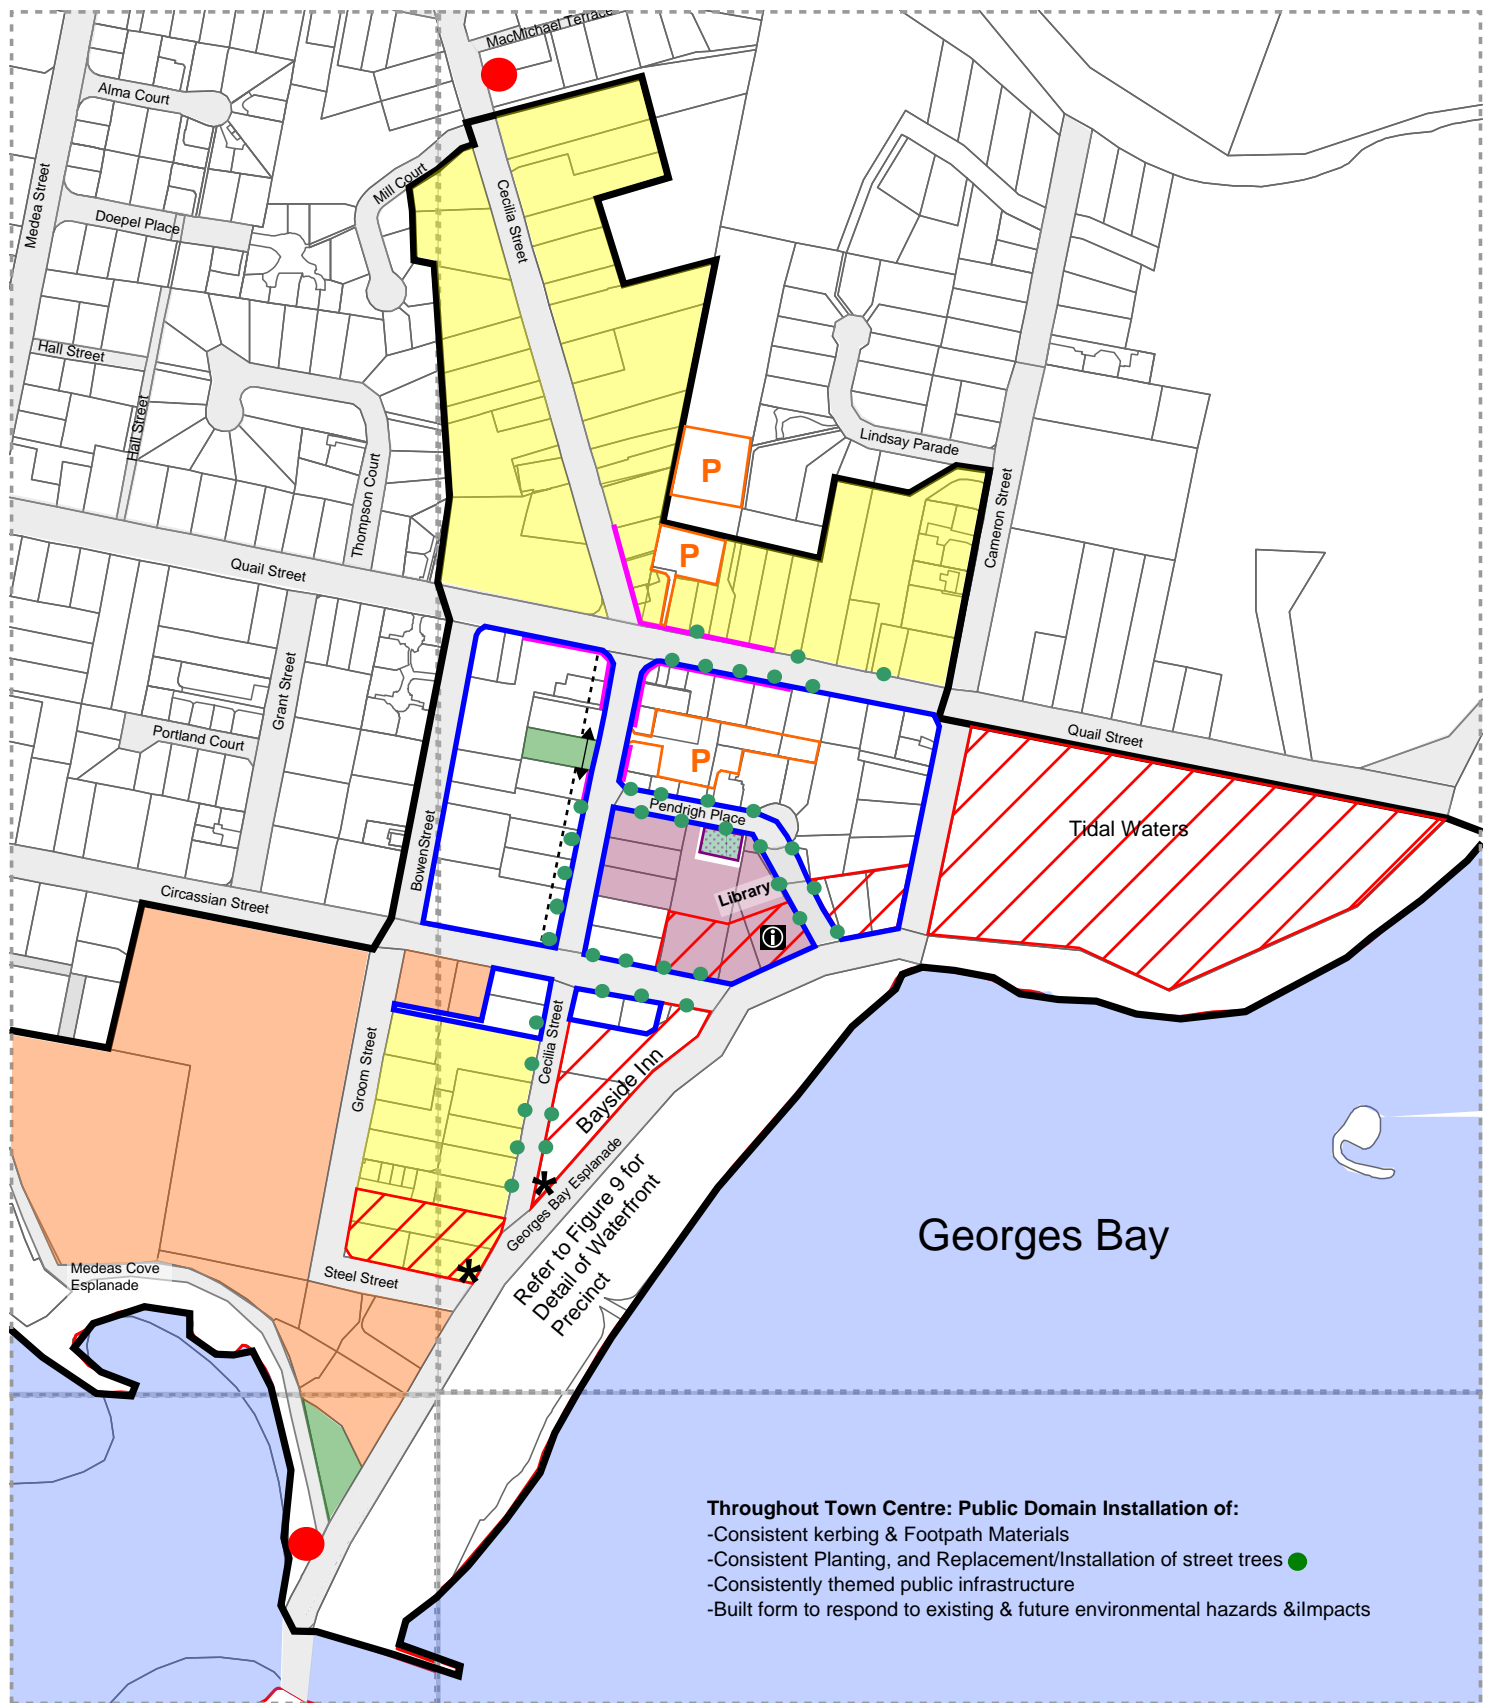 MacMichael Terrace
Alma Court
Mill Court
Medea Street
Cecilia Street
Doepel Place
Hall Street
Hall Street
Lindsay Parade
P
Thompson Court
Cameron Street
P
Quail Street
Grant Street
Portland Court
Quail Street
P
Pendrigh Place
Tidal Waters
BowenStreet
Circassian Street
Library
i
Cecilia Street
Groom Street
Bayside Inn
*
Georges Bay Esplanade
Refer to Figure 9 for
Detail of Waterfront
Precinct
Georges Bay
Medeas Cove
Esplanade
Steel Street
*
Throughout Town Centre: Public Domain Installation of:
-Consistent kerbing & Footpath Materials
-Consistent Planting, and Replacement/Installation of street trees
-Consistently themed public infrastructure
-Built form to respond to existing & future environmental hazards &iImpacts